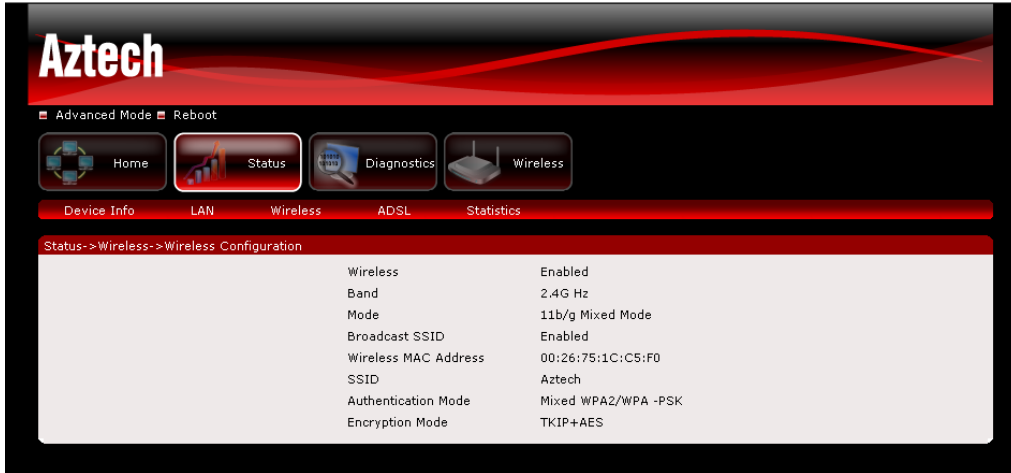 Aztech
Advanced Mode Reboot
Home Status Diagnostics Wireless
Device Info LAN Wireless ADSL Statistics
Status->Wireless->Wireless Configuration
Wireless Enabled
Band 2.4G Hz
Mode 11b/g Mixed Mode
Broadcast SSID Enabled
Wireless MAC Address 00:26:75:1C:C5:F0
SSID Aztech
Authentication Mode Mixed WPA2/WPA -PSK
Encryption Mode TKIP+AES